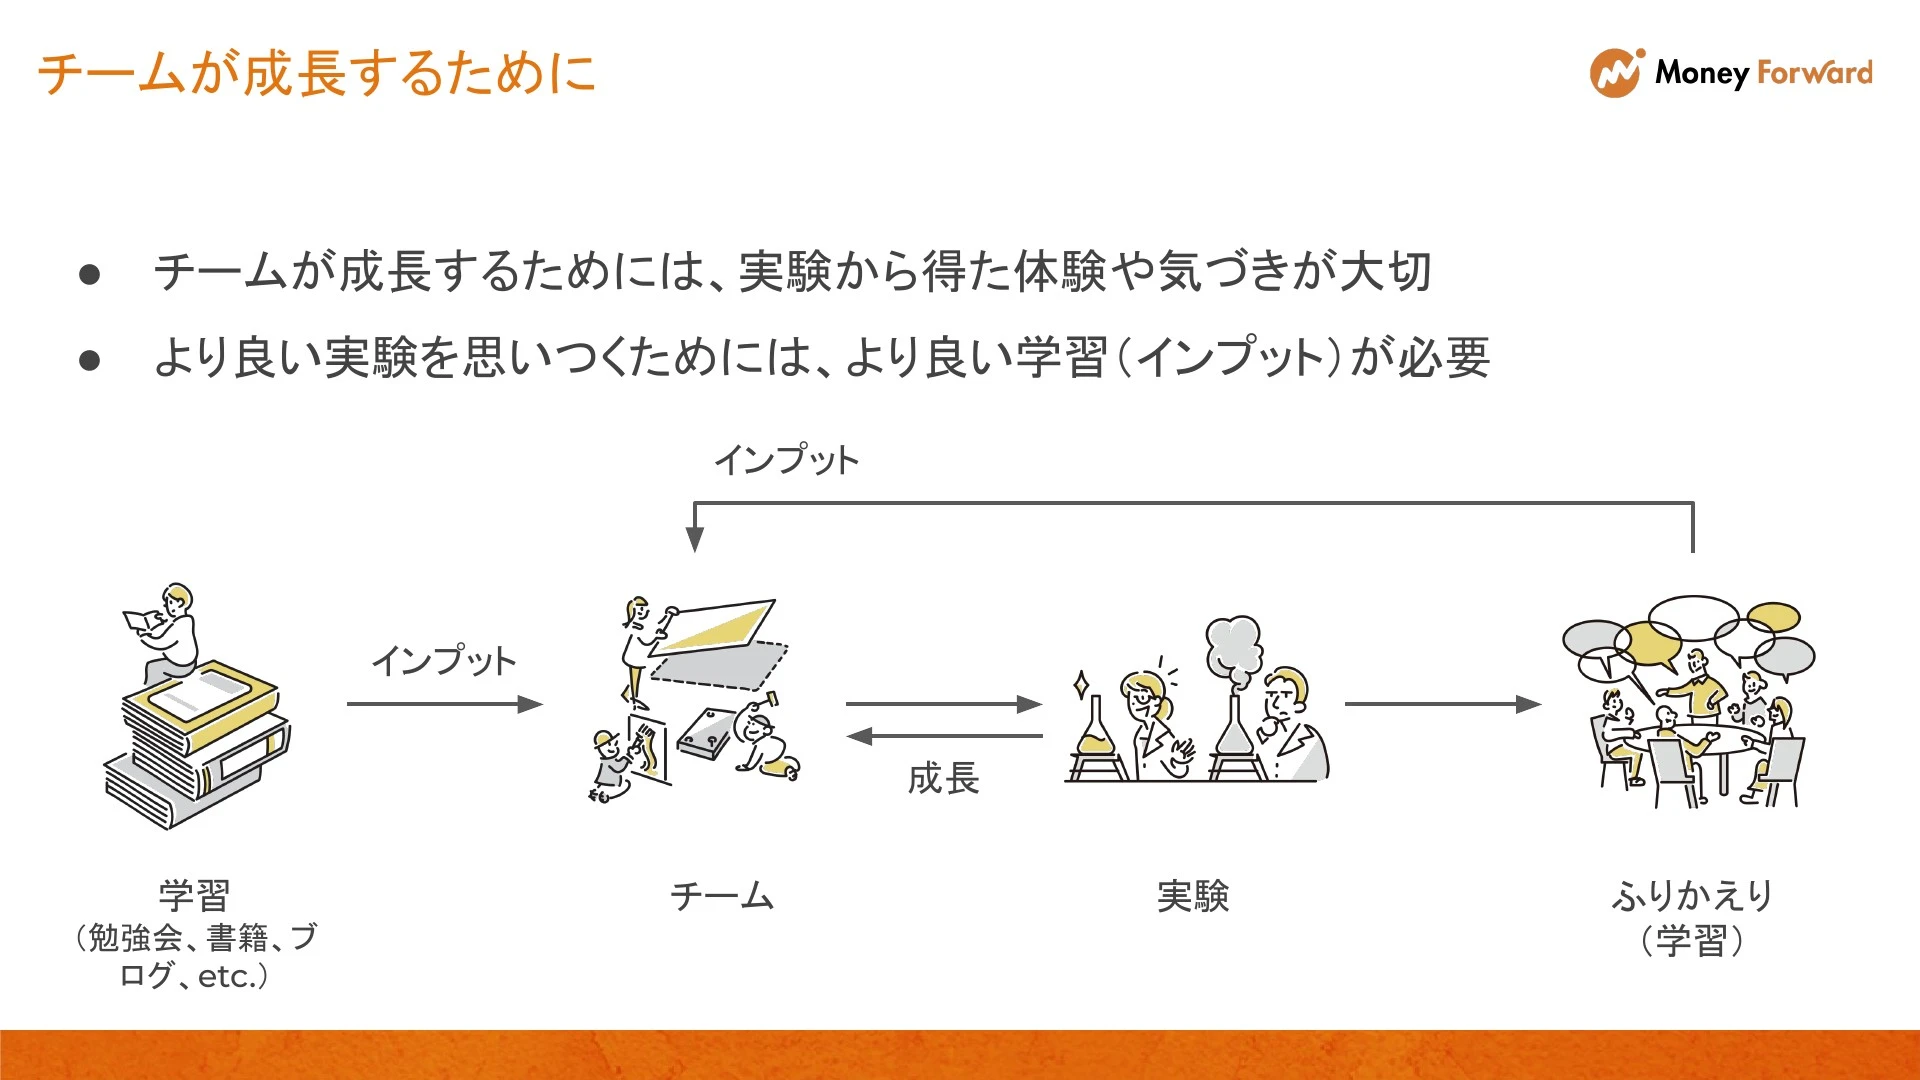 チームが成長するために
Money Forward
● チームが成長するためには、実験から得た体験や気づきが大切
● より良い実験を思いつくためには、より良い学習（インプット）が必要
インプット
インプット
成長
学習
（勉強会、書籍、ブ
ログ、etc.）
チーム
実験
ふりかえり
（学習）